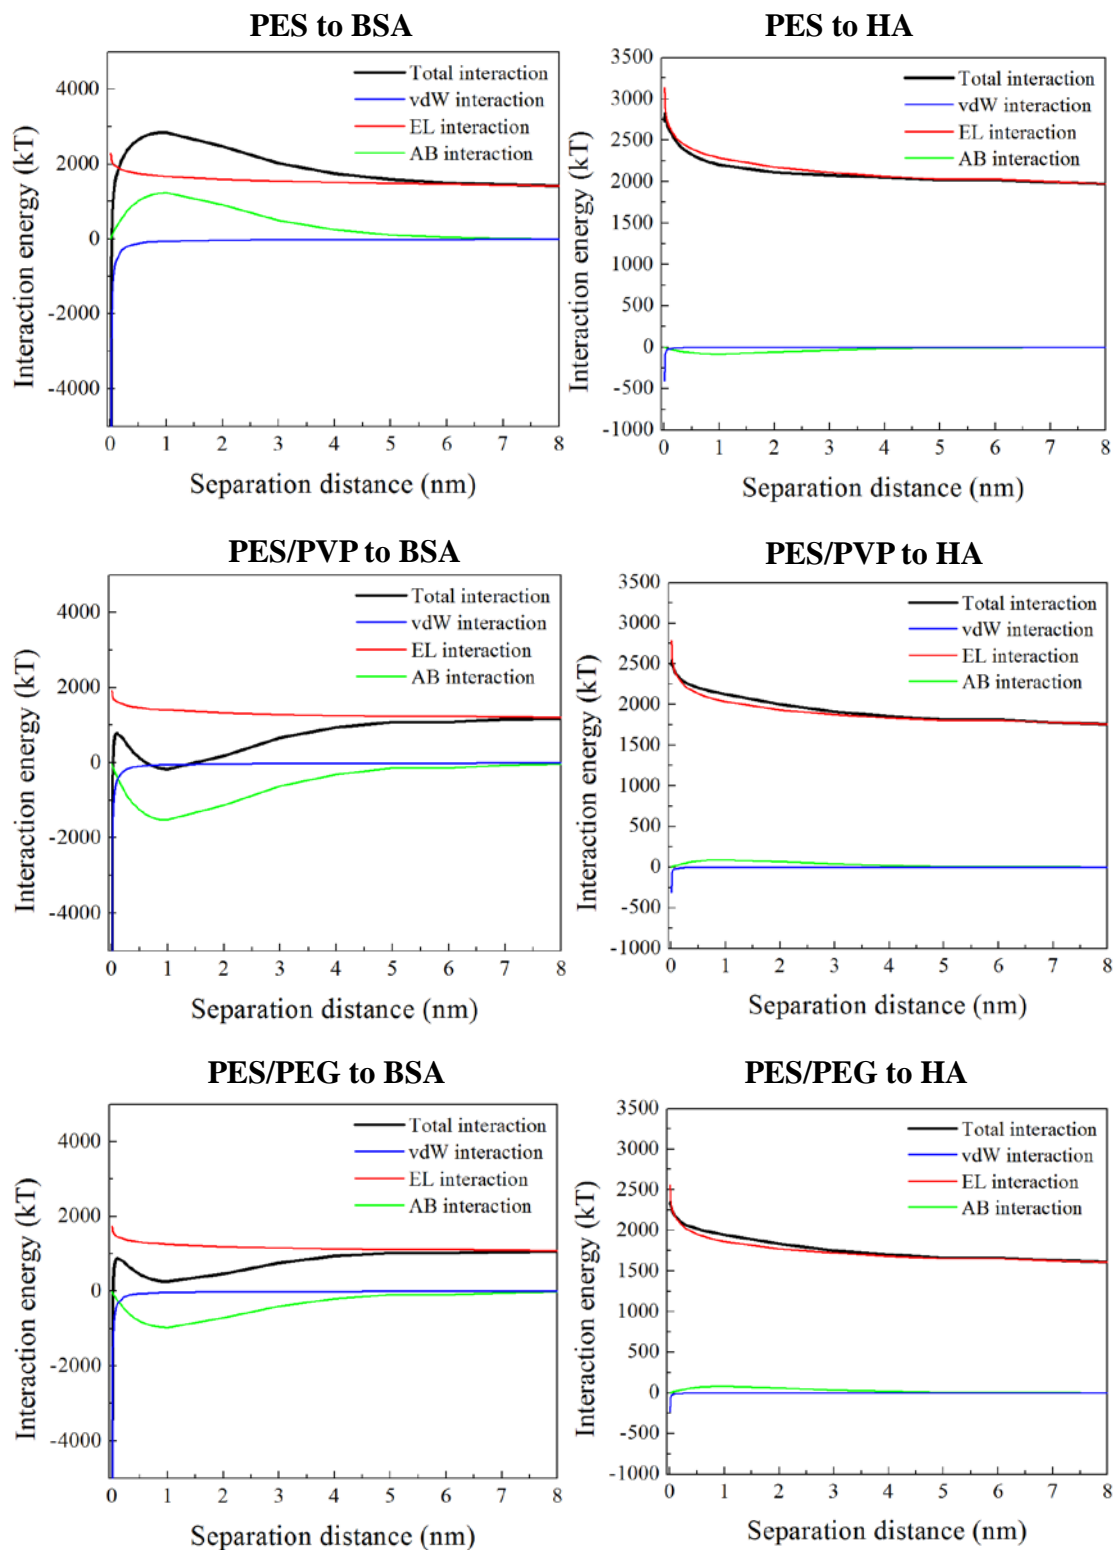 PES to BSA
Total interaction
vdW interaction
EL interaction
AB interaction
4000
2000
0
-2000
-4000
Interaction energy (kT)
0 1 2 3 4 5 6 7 8
Separation distance (nm)
PES to HA
Total interaction
vdW interaction
EL interaction
AB interaction
3500
3000
2500
2000
1500
1000
500
0
-500
-1000
Interaction energy (kT)
0 1 2 3 4 5 6 7 8
Separation distance (nm)
PES/PVP to BSA
Total interaction
vdW interaction
EL interaction
AB interaction
4000
2000
0
-2000
-4000
Interaction energy (kT)
0 1 2 3 4 5 6 7 8
Separation distance (nm)
PES/PVP to HA
Total interaction
vdW interaction
EL interaction
AB interaction
3500
3000
2500
2000
1500
1000
500
0
-500
-1000
Interaction energy (kT)
0 1 2 3 4 5 6 7 8
Separation distance (nm)
PES/PEG to BSA
Total interaction
vdW interaction
EL interaction
AB interaction
4000
2000
0
-2000
-4000
Interaction energy (kT)
0 1 2 3 4 5 6 7 8
Separation distance (nm)
PES/PEG to HA
Total interaction
vdW interaction
EL interaction
AB interaction
3500
3000
2500
2000
1500
1000
500
0
-500
-1000
Interaction energy (kT)
0 1 2 3 4 5 6 7 8
Separation distance (nm)